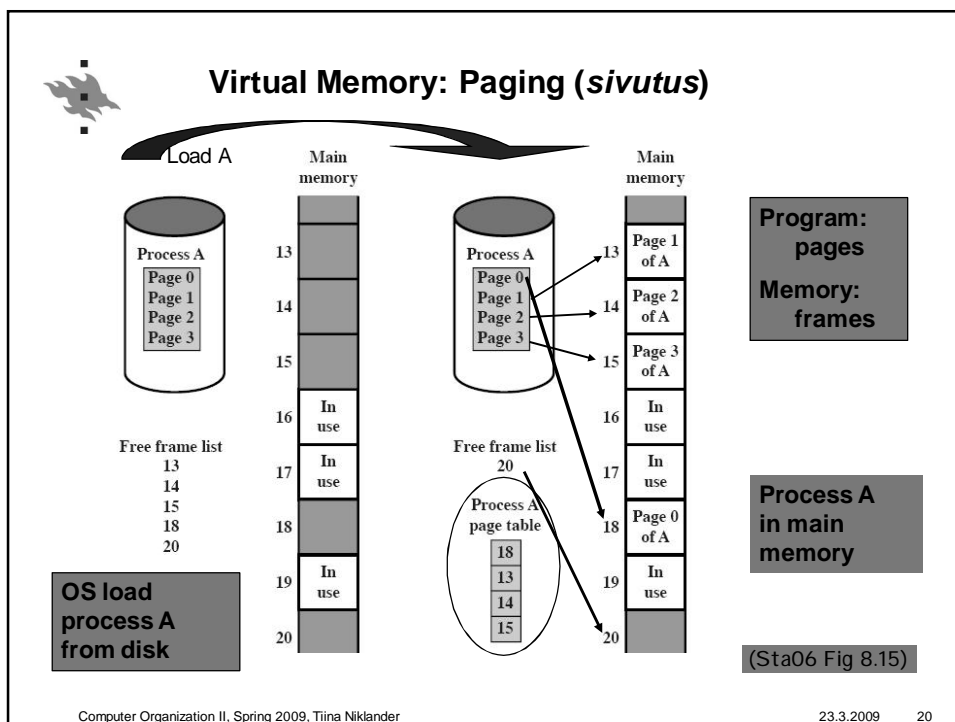 Virtual Memory: Paging (sivutus)
Load A
Main
memory
Process A
Page 0
Page 1
Page 2
Page 3
13
14
15
16
In
use
17
In
use
18
19
In
use
20
Free frame list
13
14
15
18
20
OS load
process A
from disk
Main
memory
Process A
Page 0
Page 1
Page 2
Page 3
13
Page 1
of A
14
Page 2
of A
15
Page 3
of A
16
In
use
17
In
use
18
Page 0
of A
19
In
use
20
Free frame list
20
Process A
page table
18
13
14
15
Program:
pages
Memory:
frames
Process A
in main
memory
(Sta06 Fig 8.15)
Computer Organization II, Spring 2009, Tiina Niklander
23.3.2009 20